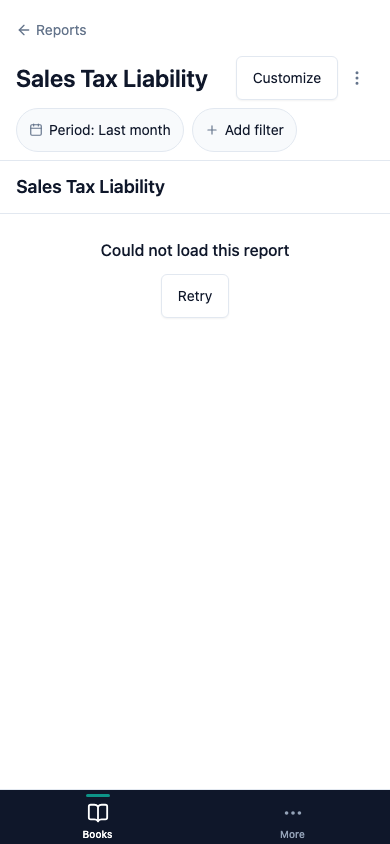 Reports
Sales Tax Liability
Customize
Period: Last month
Add filter
Sales Tax Liability
Could not load this report
Retry
Books
More